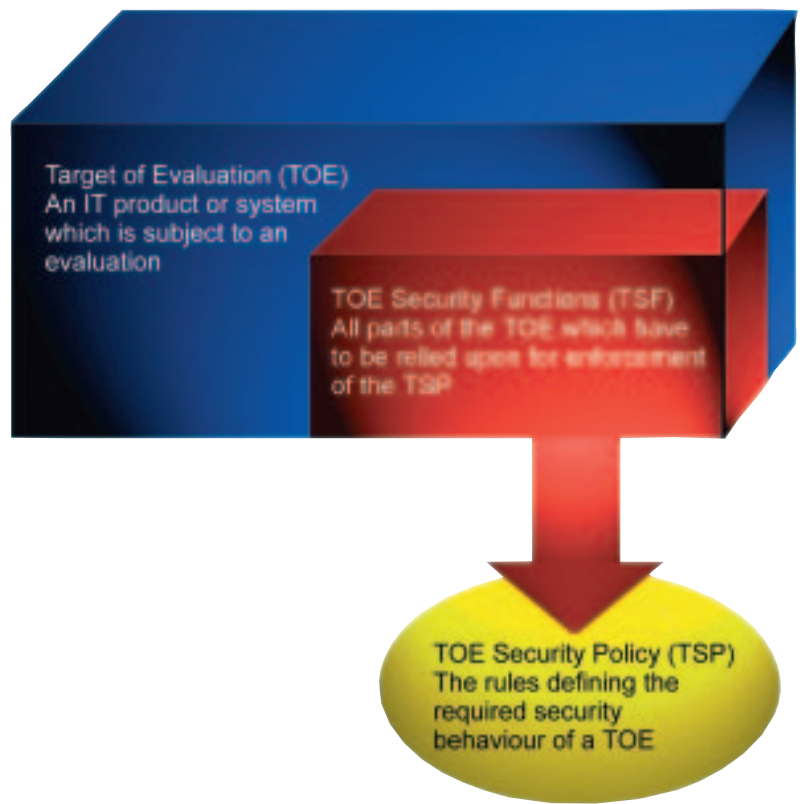 Target of Evaluation (TOE)
An IT product or system
which is subject to an
evaluation
TOE Security Functions (TSF)
All parts of the TOE which have
to be relied upon for enforcement
of the TSP
TOE Security Policy (TSP)
The rules defining the
required security
behaviour of a TOE